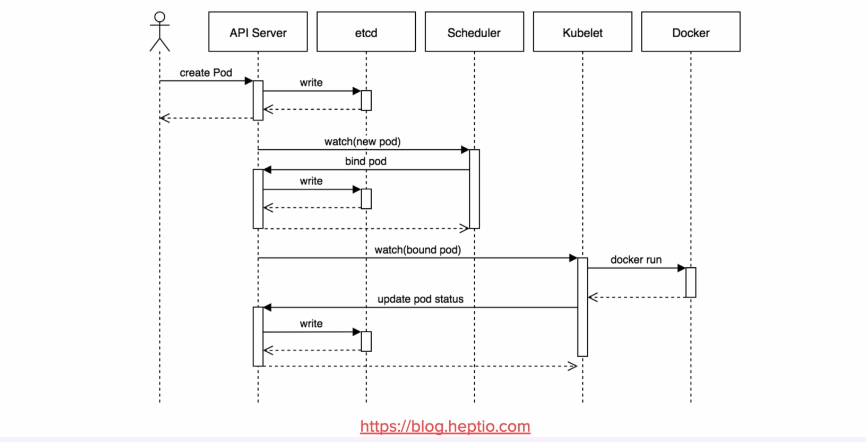 API Server
etcd
Scheduler
Kubelet
Docker
create Pod
write
watch(new pod)
bind pod
write
watch(bound pod)
docker run
update pod status
write
https://blog.heptio.com